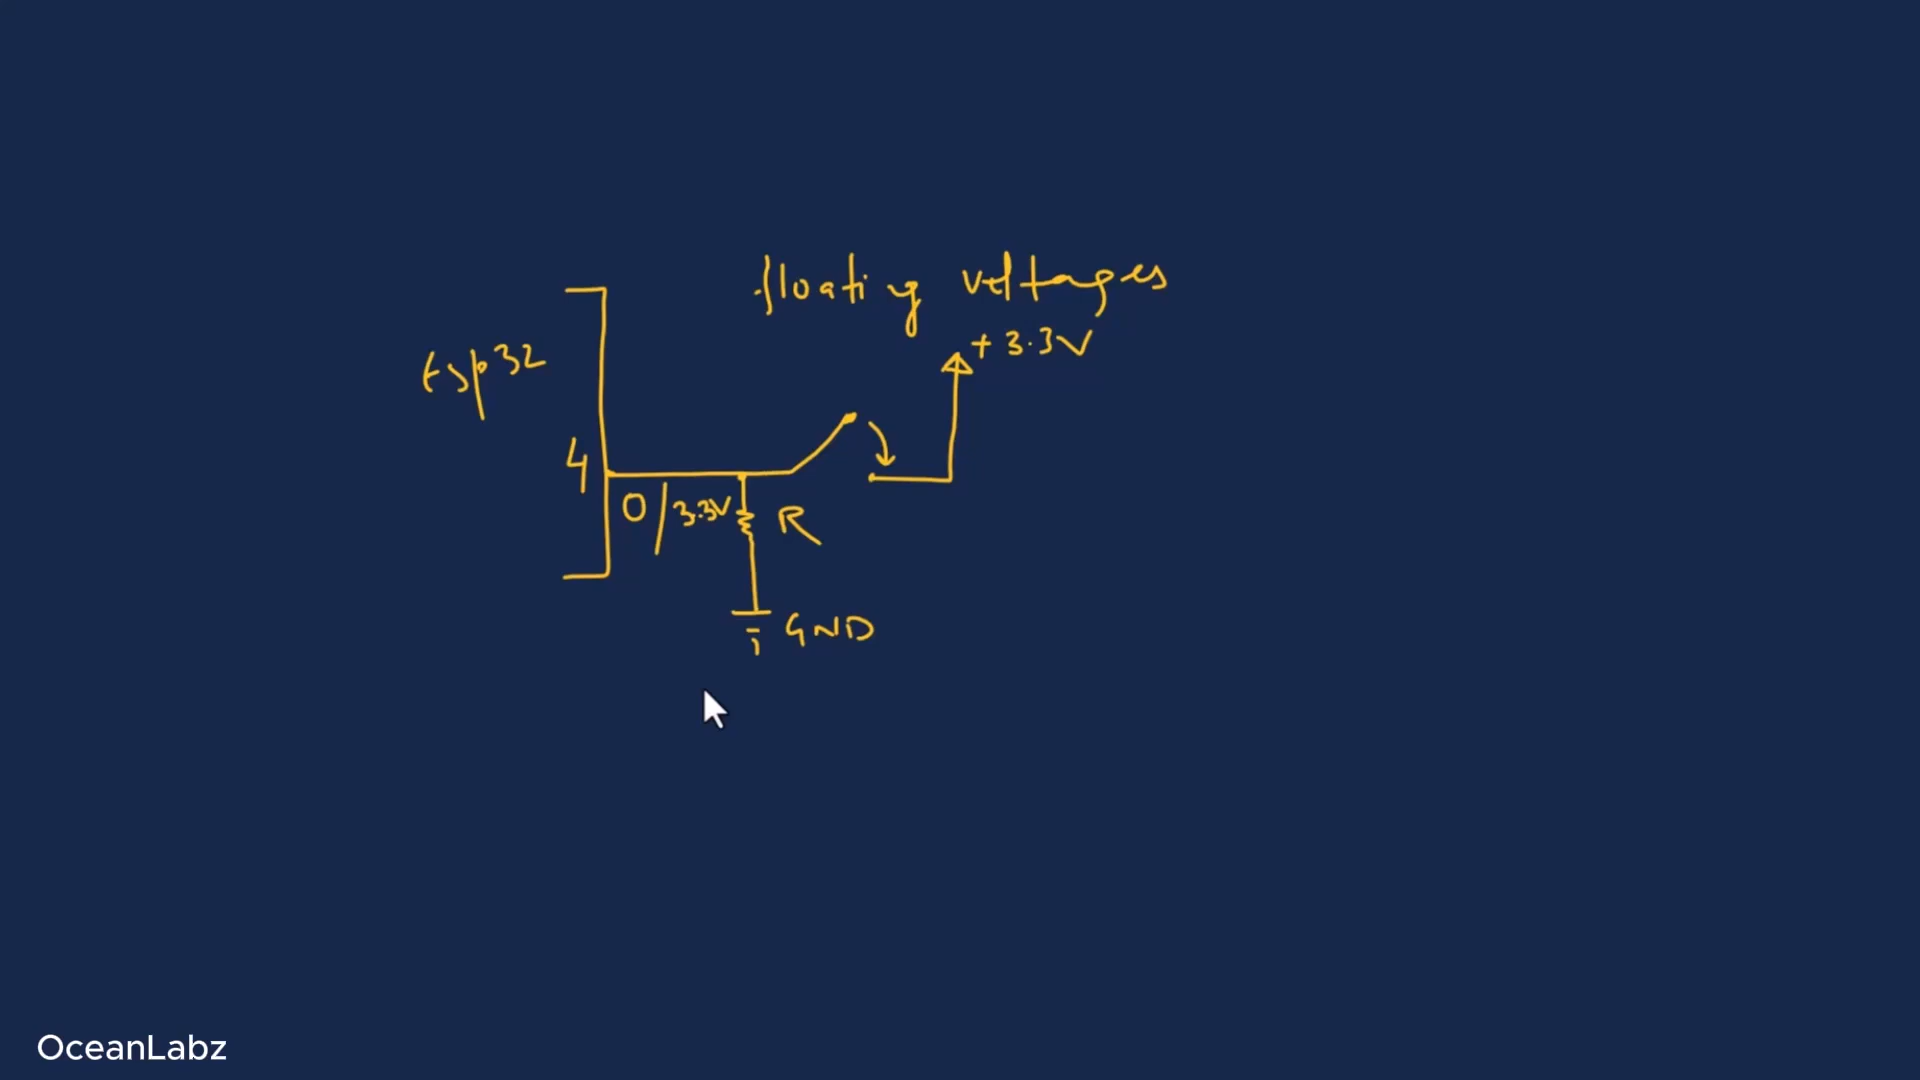 floating voltages
+3.3V
Esp32
4
0/3.3V
R
GND
OceanLabz